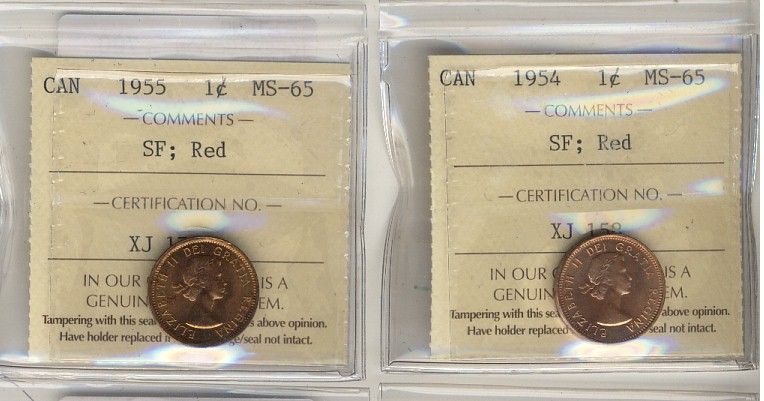 CAN 1955 1¢ MS-65
COMMENTS
SF; Red
CERTIFICATION NO.
XJ
IN OUR IS A
GENUIN EM.
Tampering with this sea above opinion.
Have holder replaced i ge/seal not intact.
ELIZABETH II DEI GRATIA REGINA
CAN 1954 1¢ MS-65
COMMENTS
SF; Red
CERTIFICATION NO.
XJ 158
IN OUR IS A
GENUIN EM.
Tampering with this sea above opinion.
Have holder replaced seal not intact.
ELIZABETH II DEI GRATIA REGINA